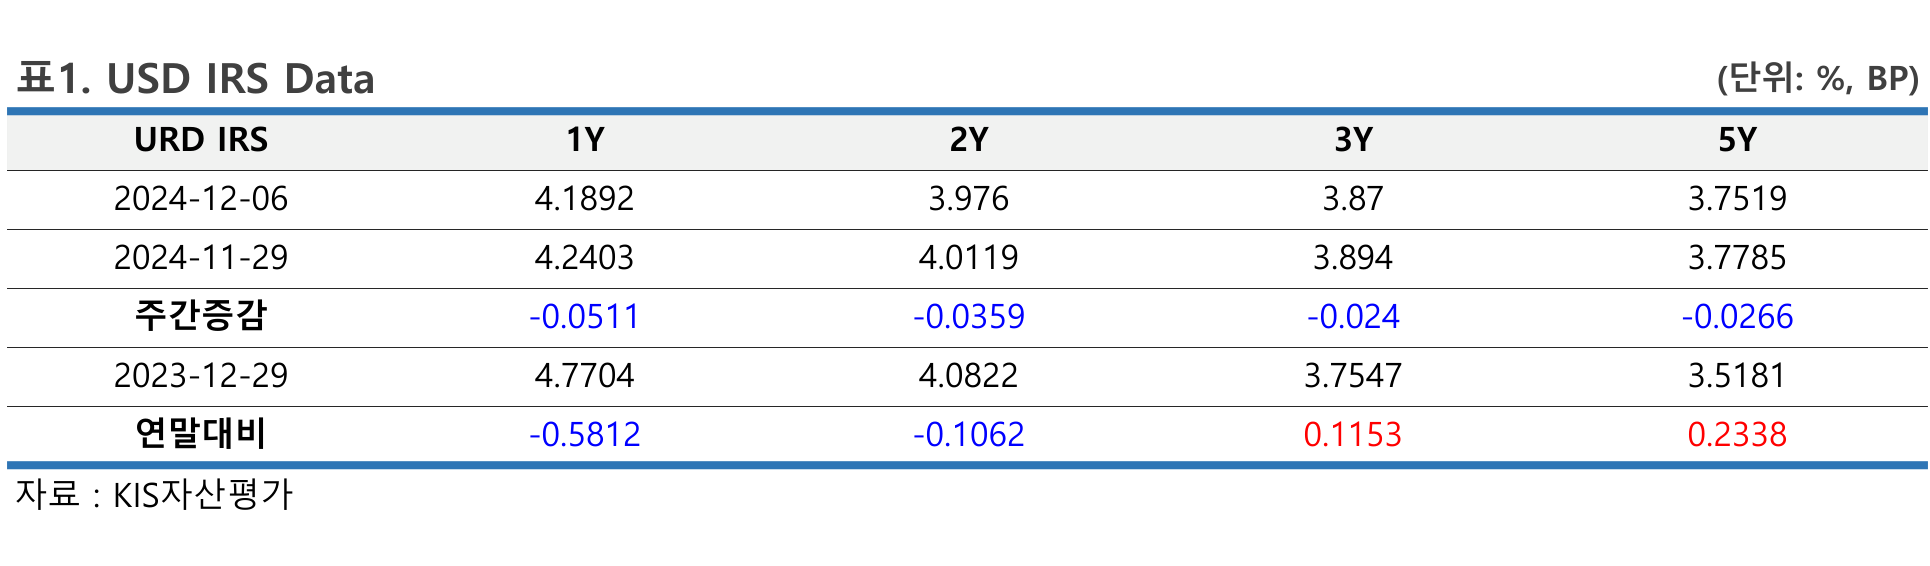 표1. USD IRS Data (단위: %, BP)
URD IRS 1Y 2Y 3Y 5Y
2024-12-06 4.1892 3.976 3.87 3.7519
2024-11-29 4.2403 4.0119 3.894 3.7785
주간증감 -0.0511 -0.0359 -0.024 -0.0266
2023-12-29 4.7704 4.0822 3.7547 3.5181
연말대비 -0.5812 -0.1062 0.1153 0.2338
자료 : KIS자산평가